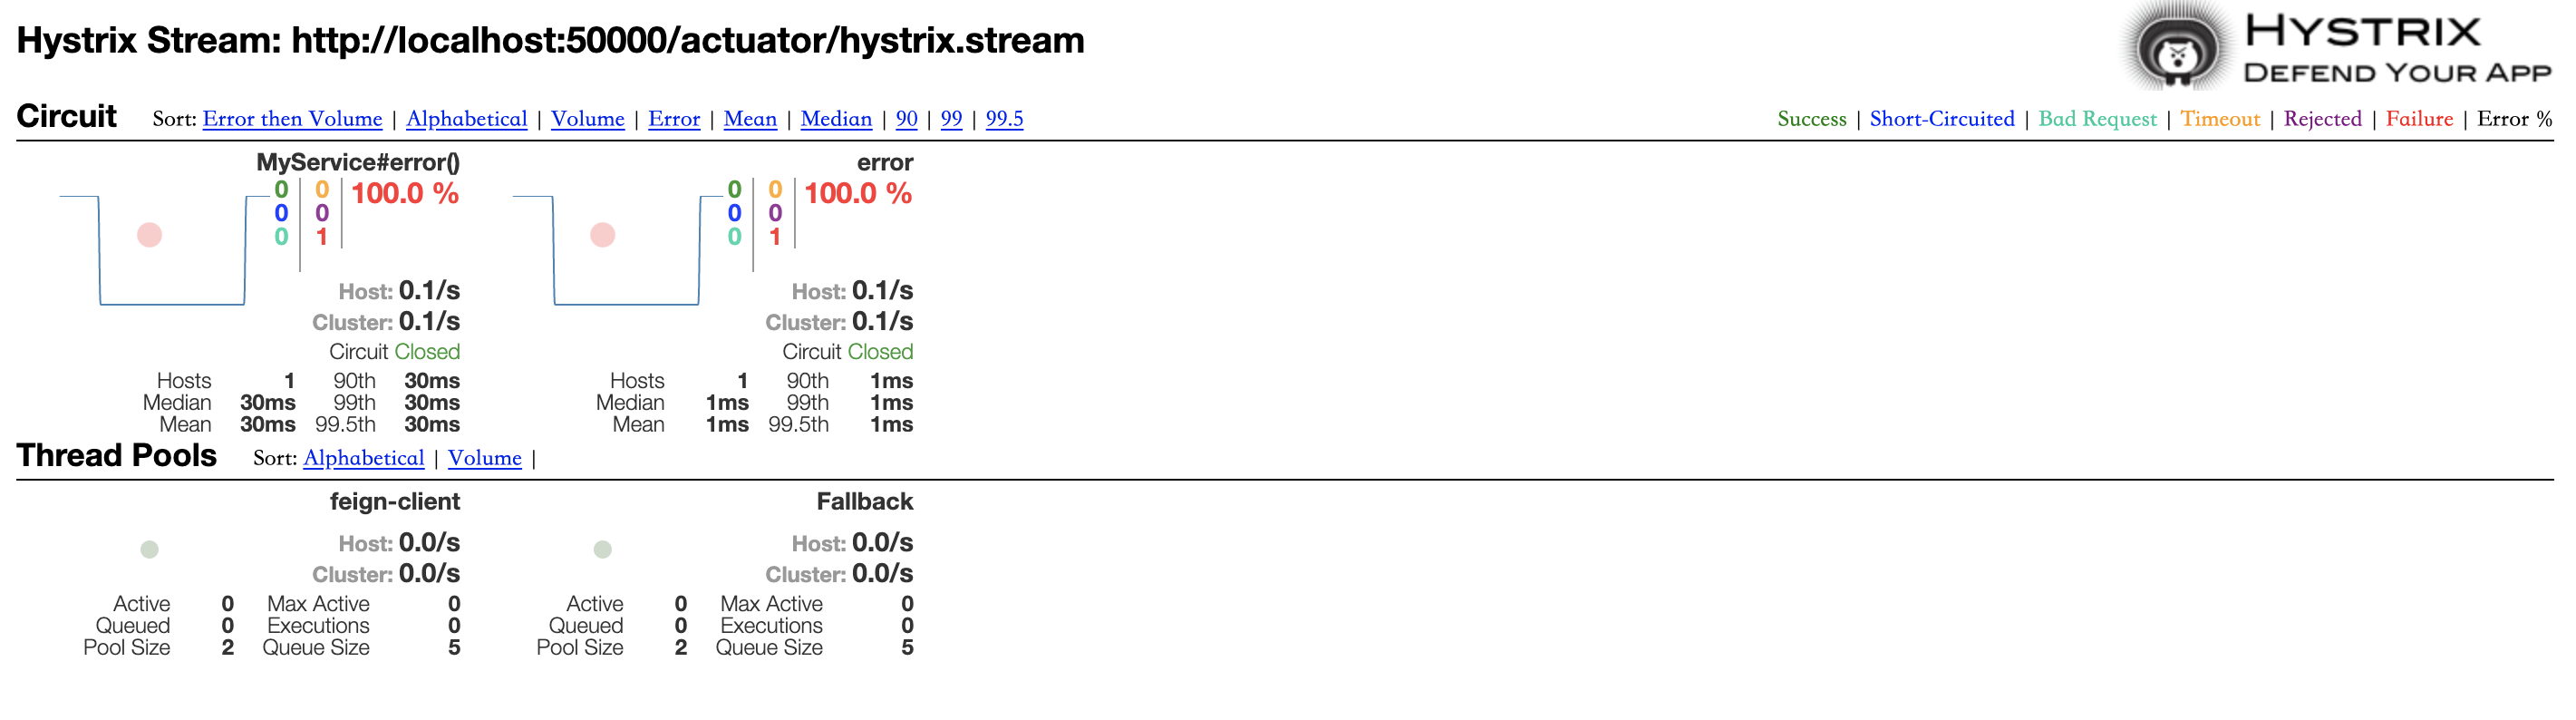 Hystrix Stream: http://localhost:50000/actuator/hystrix.stream
HYSTRIX
DEFEND YOUR APP
Circuit Sort: Error then Volume | Alphabetical | Volume | Error | Mean | Median | 90 | 99 | 99.5
Success | Short-Circuited | Bad Request | Timeout | Rejected | Failure | Error %
MyService#error()
0 0 100.0 %
0 0
0 1
Host: 0.1/s
Cluster: 0.1/s
Circuit Closed
Hosts 1 90th 30ms
Median 30ms 99th 30ms
Mean 30ms 99.5th 30ms
error
0 0 100.0 %
0 0
0 1
Host: 0.1/s
Cluster: 0.1/s
Circuit Closed
Hosts 1 90th 1ms
Median 1ms 99th 1ms
Mean 1ms 99.5th 1ms
Thread Pools Sort: Alphabetical | Volume |
feign-client
Host: 0.0/s
Cluster: 0.0/s
Active 0 Max Active 0
Queued 0 Executions 0
Pool Size 2 Queue Size 5
Fallback
Host: 0.0/s
Cluster: 0.0/s
Active 0 Max Active 0
Queued 0 Executions 0
Pool Size 2 Queue Size 5